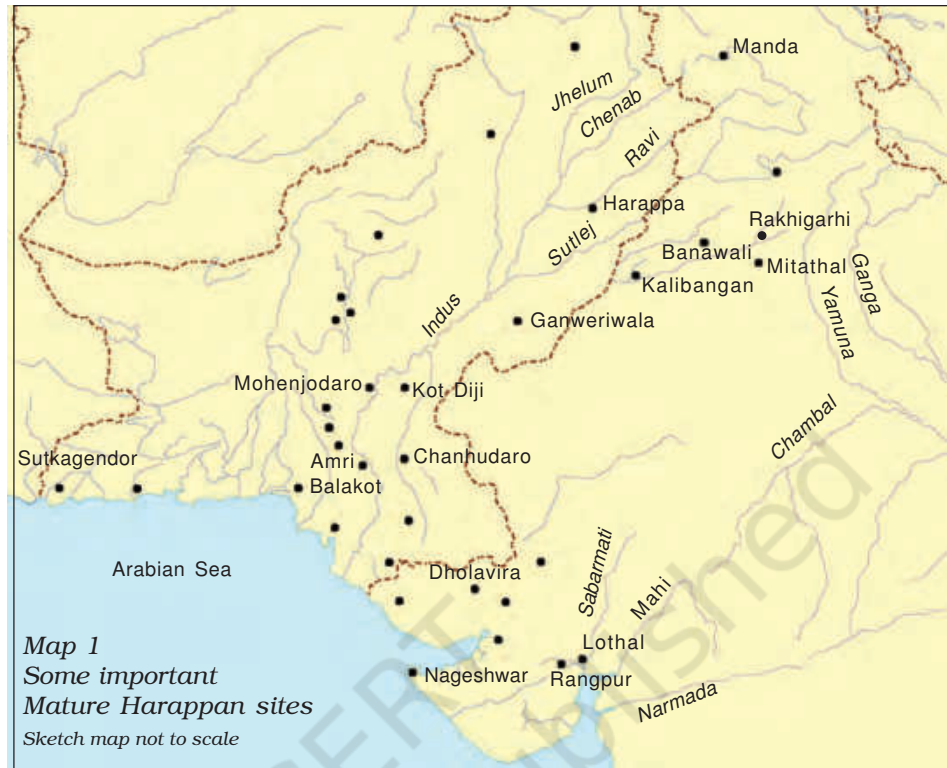 Manda
Jhelum
Chenab
Ravi
Harappa
Rakhigarhi
Sutlej
Banawali
Mitathal
Ganga
Kalibangan
Yamuna
Indus
Ganweriwala
Mohenjodaro
Kot Diji
Chambal
Sutkagendor
Amri
Chanhudaro
Balakot
Arabian Sea
Dholavira
Sabarmati
Mahi
Lothal
Nageshwar
Rangpur
Narmada
Map 1
Some important
Mature Harappan sites
Sketch map not to scale